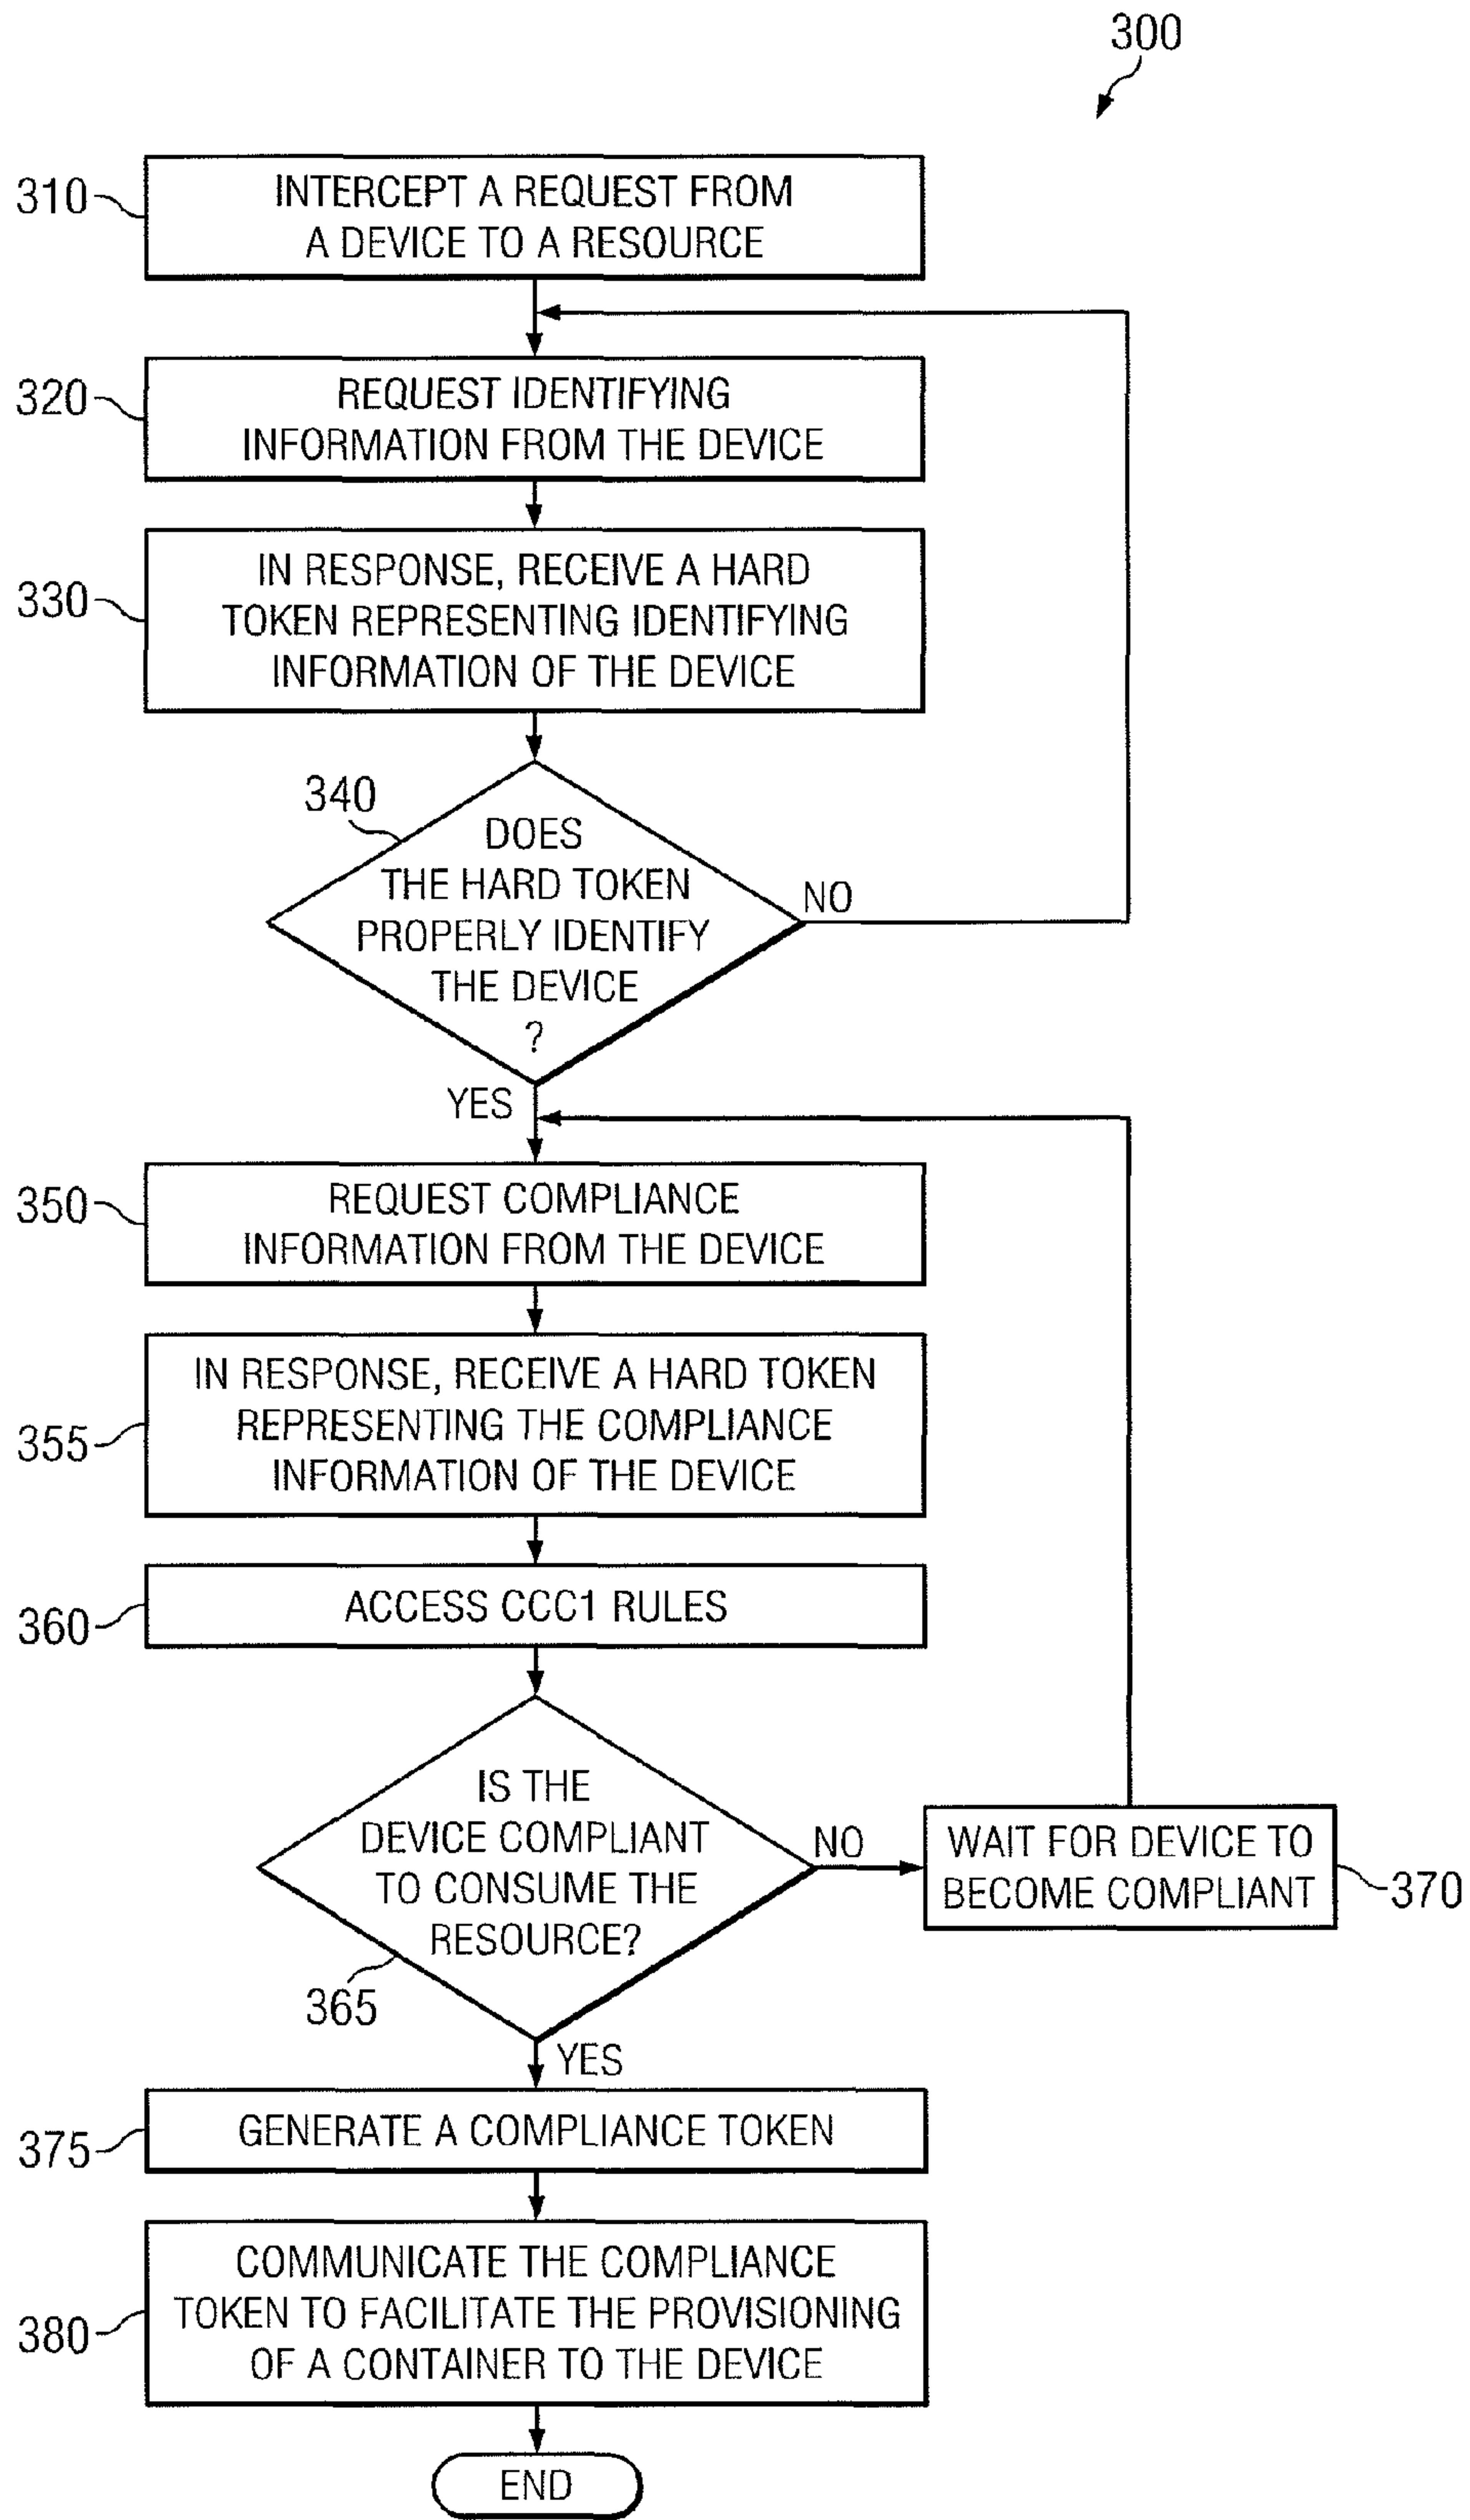 300
310
INTERCEPT A REQUEST FROM
A DEVICE TO A RESOURCE
320
REQUEST IDENTIFYING
INFORMATION FROM THE DEVICE
330
IN RESPONSE, RECEIVE A HARD
TOKEN REPRESENTING IDENTIFYING
INFORMATION OF THE DEVICE
340
DOES
THE HARD TOKEN
PROPERLY IDENTIFY
THE DEVICE
?
NO
YES
350
REQUEST COMPLIANCE
INFORMATION FROM THE DEVICE
355
IN RESPONSE, RECEIVE A HARD TOKEN
REPRESENTING THE COMPLIANCE
INFORMATION OF THE DEVICE
360
ACCESS CCC1 RULES
IS THE
DEVICE COMPLIANT
TO CONSUME THE
RESOURCE?
365
NO
WAIT FOR DEVICE TO
BECOME COMPLIANT
370
YES
375
GENERATE A COMPLIANCE TOKEN
380
COMMUNICATE THE COMPLIANCE
TOKEN TO FACILITATE THE PROVISIONING
OF A CONTAINER TO THE DEVICE
END